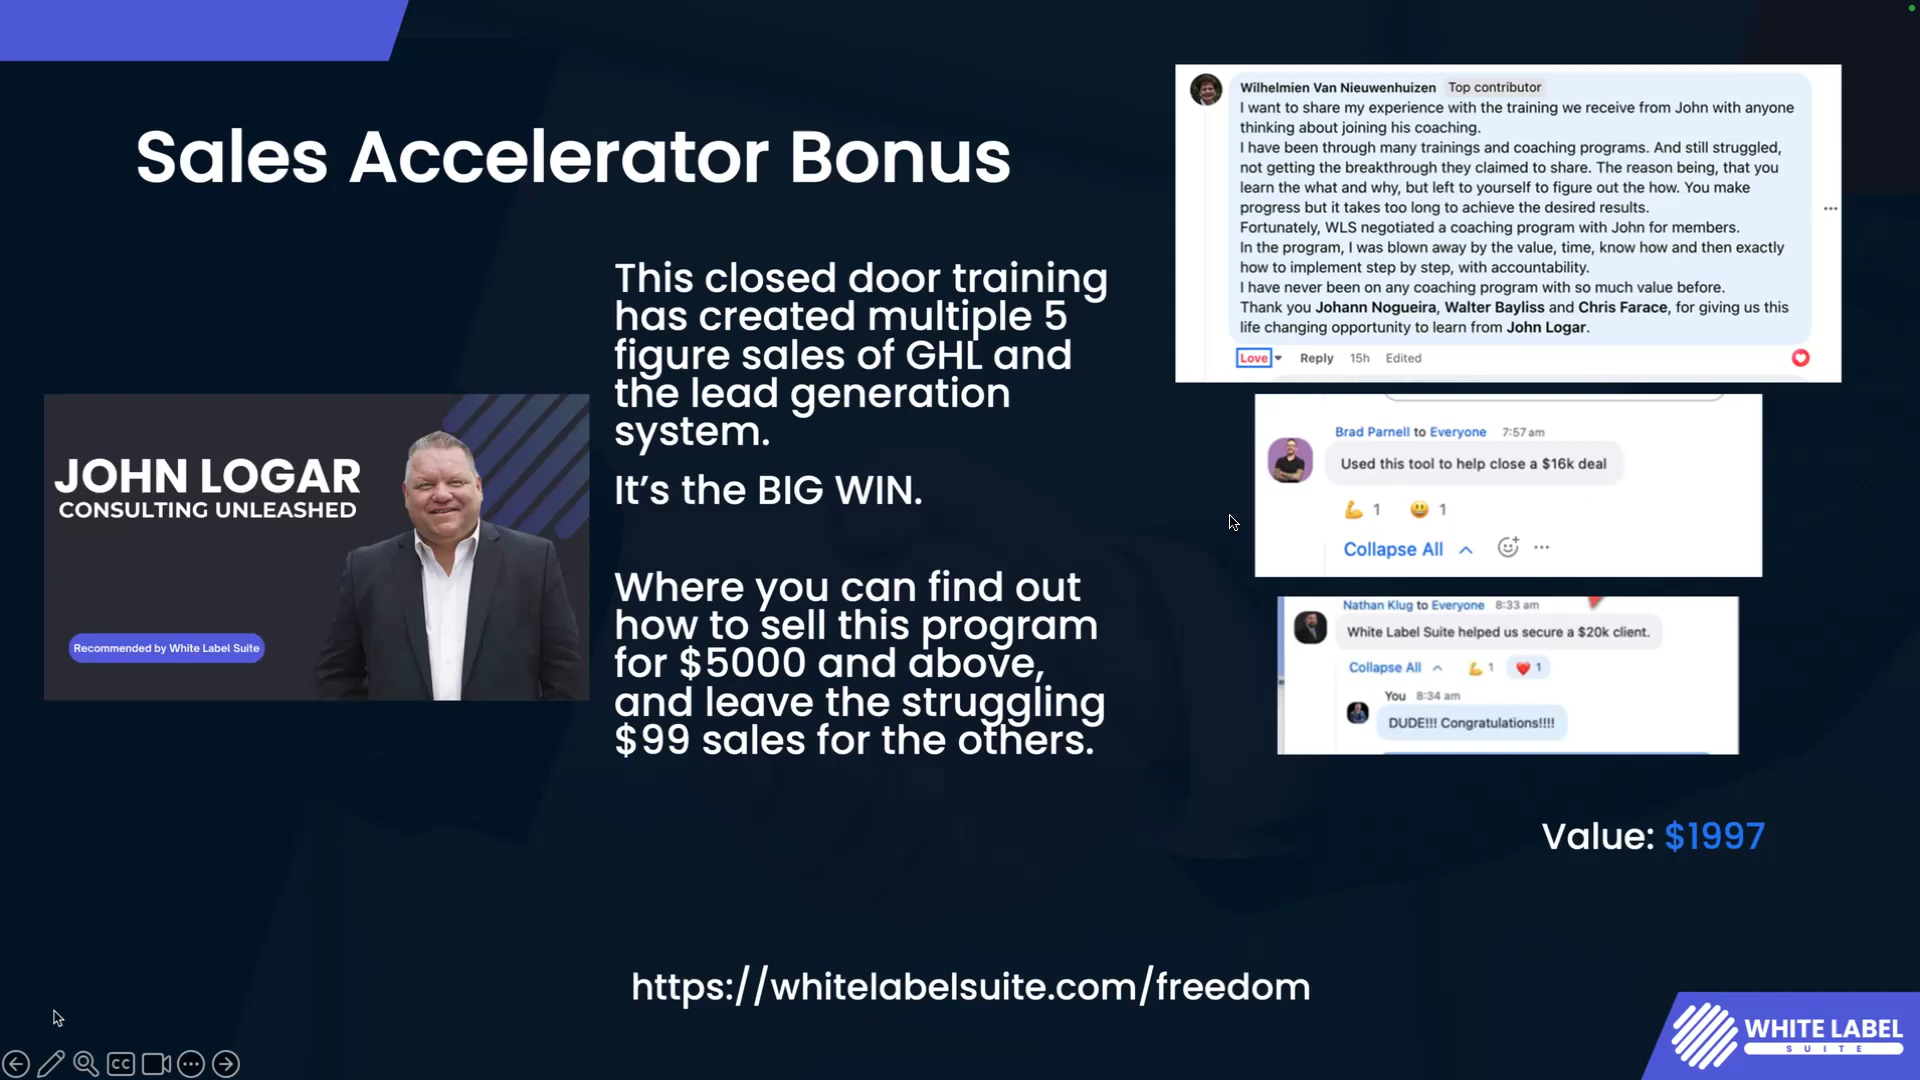 Sales Accelerator Bonus
JOHN LOGAR
CONSULTING UNLEASHED
Recommended by White Label Suite
This closed door training
has created multiple 5
figure sales of GHL and
the lead generation
system.
It's the BIG WIN.
Where you can find out
how to sell this program
for $5000 and above,
and leave the struggling
$99 sales for the others.
Wilhelmien Van Nieuwenhuizen Top contributor
I want to share my experience with the training we receive from John with anyone
thinking about joining his coaching.
I have been through many trainings and coaching programs. And still struggled,
not getting the breakthrough they claimed to share. The reason being, that you
learn the what and why, but left to yourself to figure out the how. You make
progress but it takes too long to achieve the desired results.
Fortunately, WLS negotiated a coaching program with John for members.
In the program, I was blown away by the value, time, know how and then exactly
how to implement step by step, with accountability.
I have never been on any coaching program with so much value before.
Thank you Johann Nogueira, Walter Bayliss and Chris Farace, for giving us this
life changing opportunity to learn from John Logar.
Love Reply 15h Edited
Brad Parnell to Everyone 7:57 am
Used this tool to help close a $16k deal
💪 1 😃 1
Collapse All
Nathan Klug to Everyone 8:33 am
White Label Suite helped us secure a $20k client.
Collapse All 💪 1 ❤️ 1
You 8:34 am
DUDE!!! Congratulations!!!!
Value: $1997
https://whitelabelsuite.com/freedom
CC
WHITE LABEL
SUITE